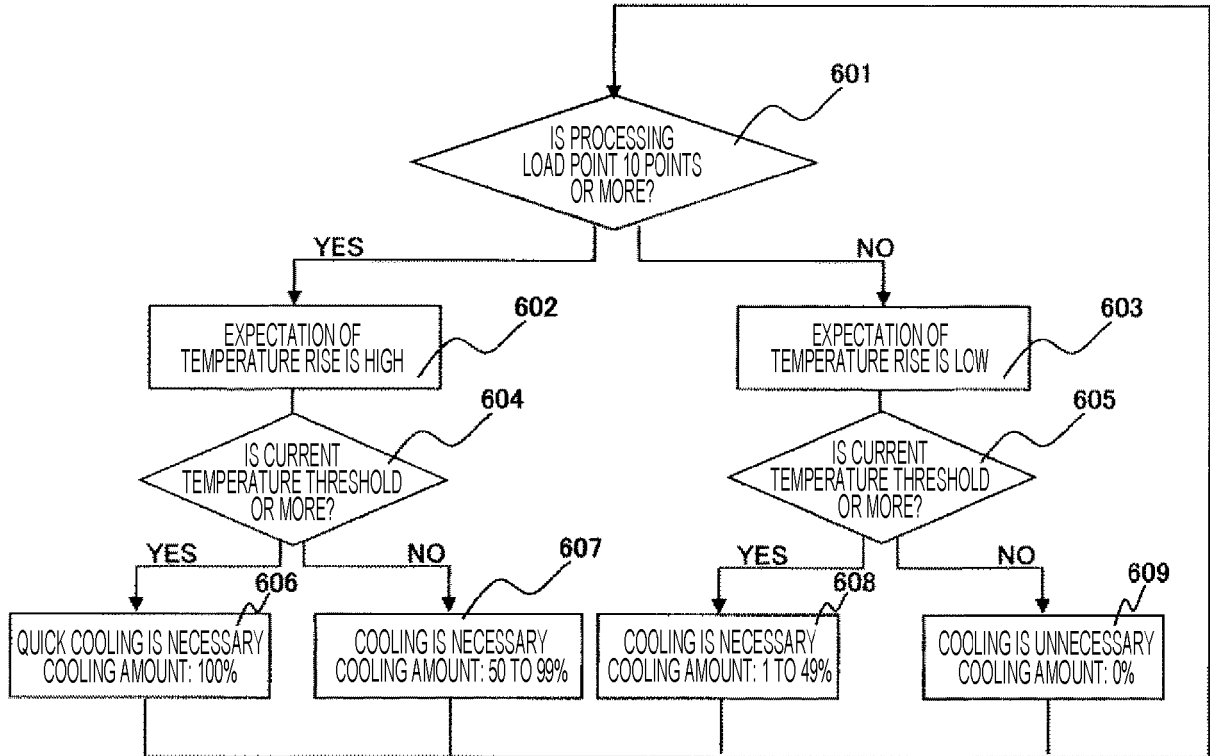 601
IS PROCESSING
LOAD POINT 10 POINTS
OR MORE?
YES
NO
602
EXPECTATION OF
TEMPERATURE RISE IS HIGH
603
EXPECTATION OF
TEMPERATURE RISE IS LOW
604
IS CURRENT
TEMPERATURE THRESHOLD
OR MORE?
605
IS CURRENT
TEMPERATURE THRESHOLD
OR MORE?
YES
NO
YES
NO
606
QUICK COOLING IS NECESSARY
COOLING AMOUNT: 100%
607
COOLING IS NECESSARY
COOLING AMOUNT: 50 TO 99%
608
COOLING IS NECESSARY
COOLING AMOUNT: 1 TO 49%
609
COOLING IS UNNECESSARY
COOLING AMOUNT: 0%